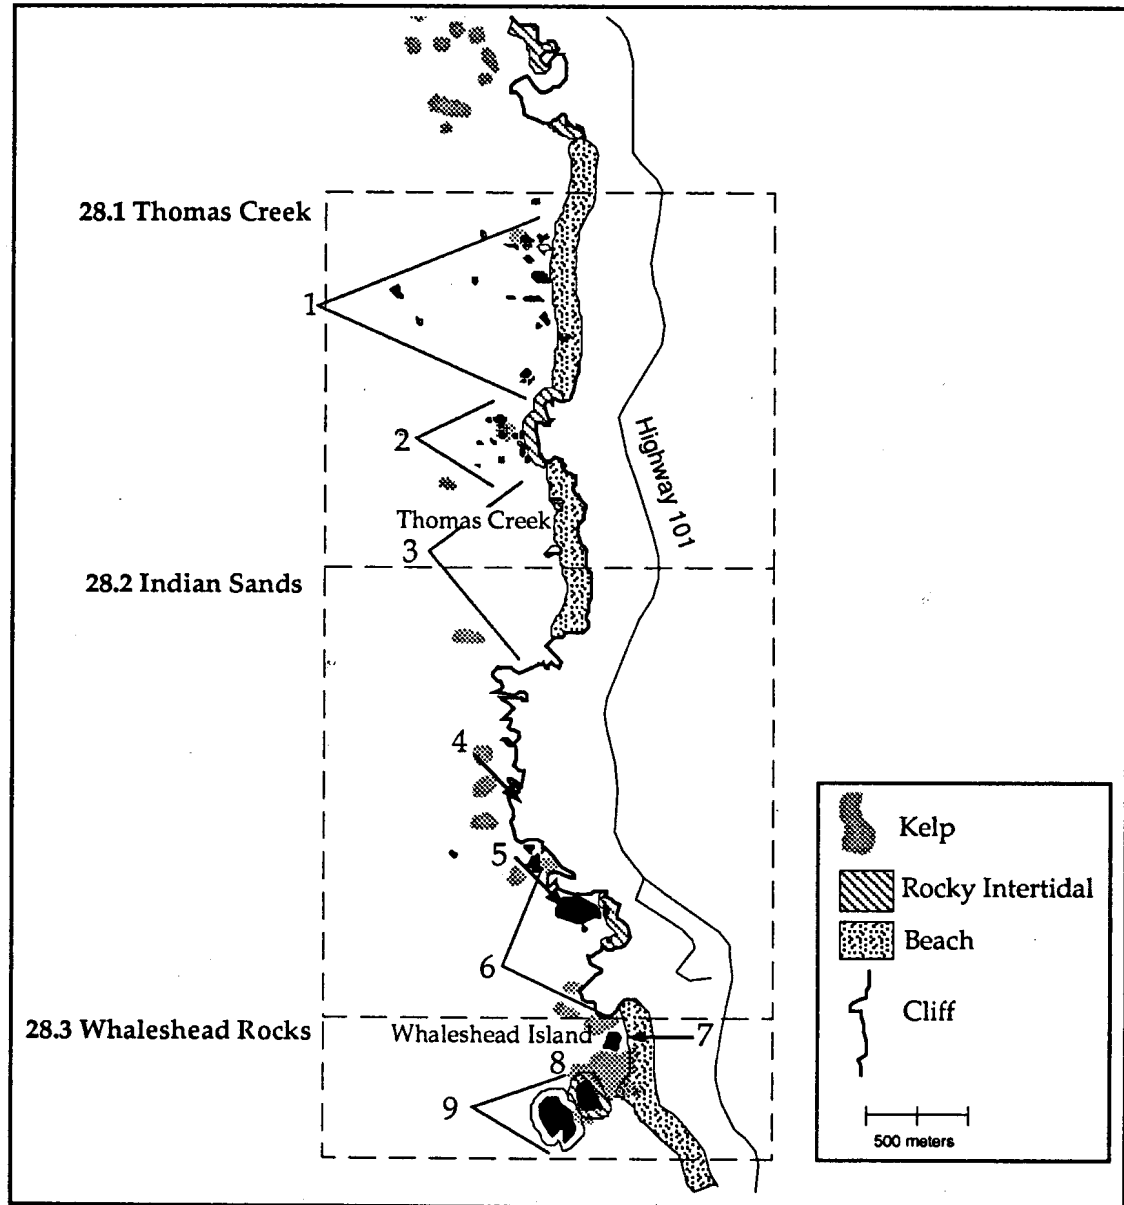 28.1 Thomas Creek
1
2
Highway 101
Thomas Creek
3
28.2 Indian Sands
4
5
6
28.3 Whaleshead Rocks
Whaleshead Island
7
8
9
Kelp
Rocky Intertidal
Beach
Cliff
500 meters